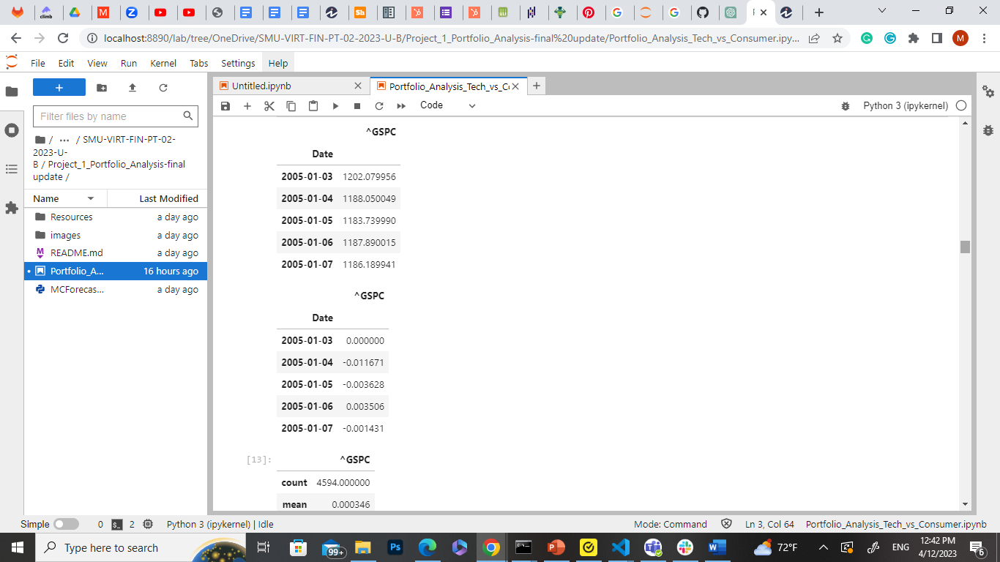 climb
SMU
Sh
localhost:8890/lab/tree/OneDrive/SMU-VIRT-FIN-PT-02-2023-U-B/Project_1_Portfolio_Analysis-final%20update/Portfolio_Analysis_Tech_vs_Consumer.ipy...
M
File Edit View Run Kernel Tabs Settings Help
Untitled.ipynb
Portfolio_Analysis_Tech_vs_C
Code
Python 3 (ipykernel)
Filter files by name
/ ··· / SMU-VIRT-FIN-PT-02-
2023-U-
B / Project_1_Portfolio_Analysis-final
update /
Name Last Modified
Resources a day ago
images a day ago
README.md a day ago
Portfolio_A... 16 hours ago
MCForecas... a day ago
^GSPC
Date
2005-01-03 1202.079956
2005-01-04 1188.050049
2005-01-05 1183.739990
2005-01-06 1187.890015
2005-01-07 1186.189941
^GSPC
Date
2005-01-03 0.000000
2005-01-04 -0.011671
2005-01-05 -0.003628
2005-01-06 0.003506
2005-01-07 -0.001431
[13]: ^GSPC
count 4594.000000
mean 0.000346
Simple 0 2 Python 3 (ipykernel) | Idle
Mode: Command Ln 3, Col 64 Portfolio_Analysis_Tech_vs_Consumer.ipynb
Type here to search
99+
Ps
72°F
ENG
12:42 PM
4/12/2023
6